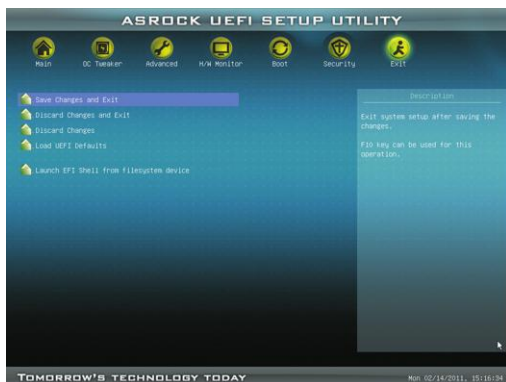 ASROCK UEFI SETUP UTILITY
Main OC Tweaker Advanced H/W Monitor Boot Security Exit
Save Changes and Exit
Discard Changes and Exit
Discard Changes
Load UEFI Defaults
Launch EFI Shell from filesystem device
Description
Exit system setup after saving the
changes.
F10 key can be used for this
operation.
TOMORROW'S TECHNOLOGY TODAY
Mon 02/14/2011, 15:16:34